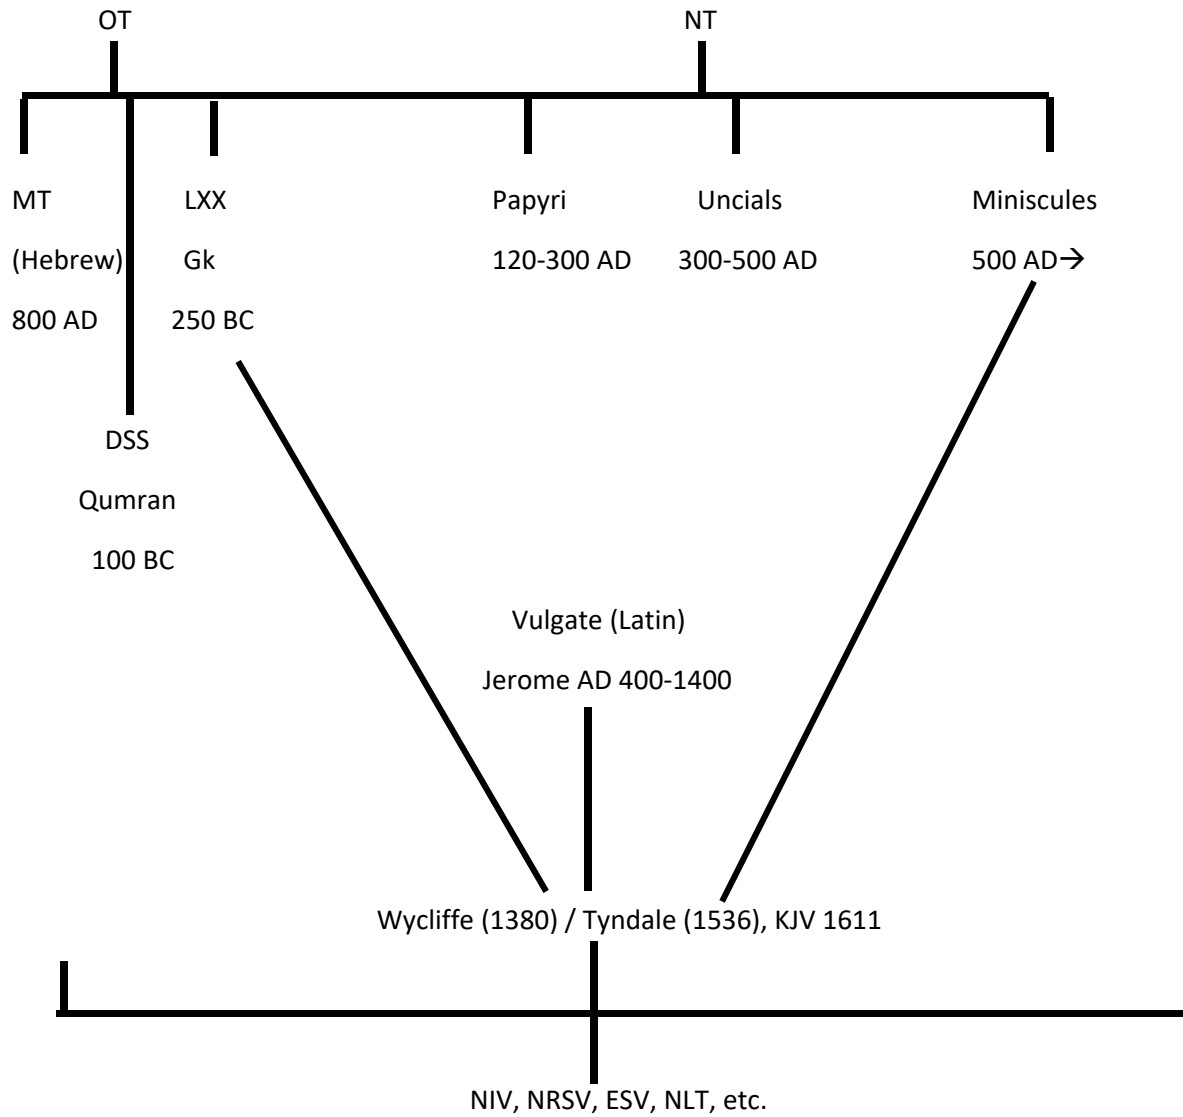 OT
NT
MT
LXX
Papyri
Uncials
Miniscules
(Hebrew)
Gk
120-300 AD
300-500 AD
500 AD→
800 AD
250 BC
DSS
Qumran
100 BC
Vulgate (Latin)
Jerome AD 400-1400
Wycliffe (1380) / Tyndale (1536), KJV 1611
NIV, NRSV, ESV, NLT, etc.